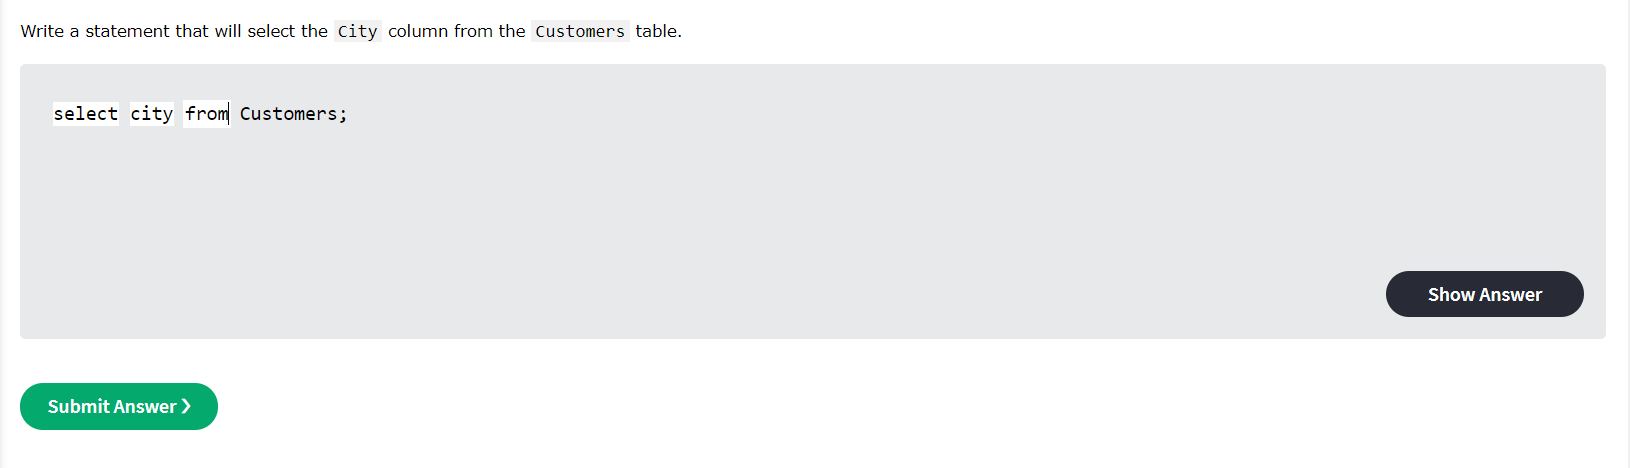 Write a statement that will select the City column from the Customers table.
select city from Customers;
Show Answer
Submit Answer ❯